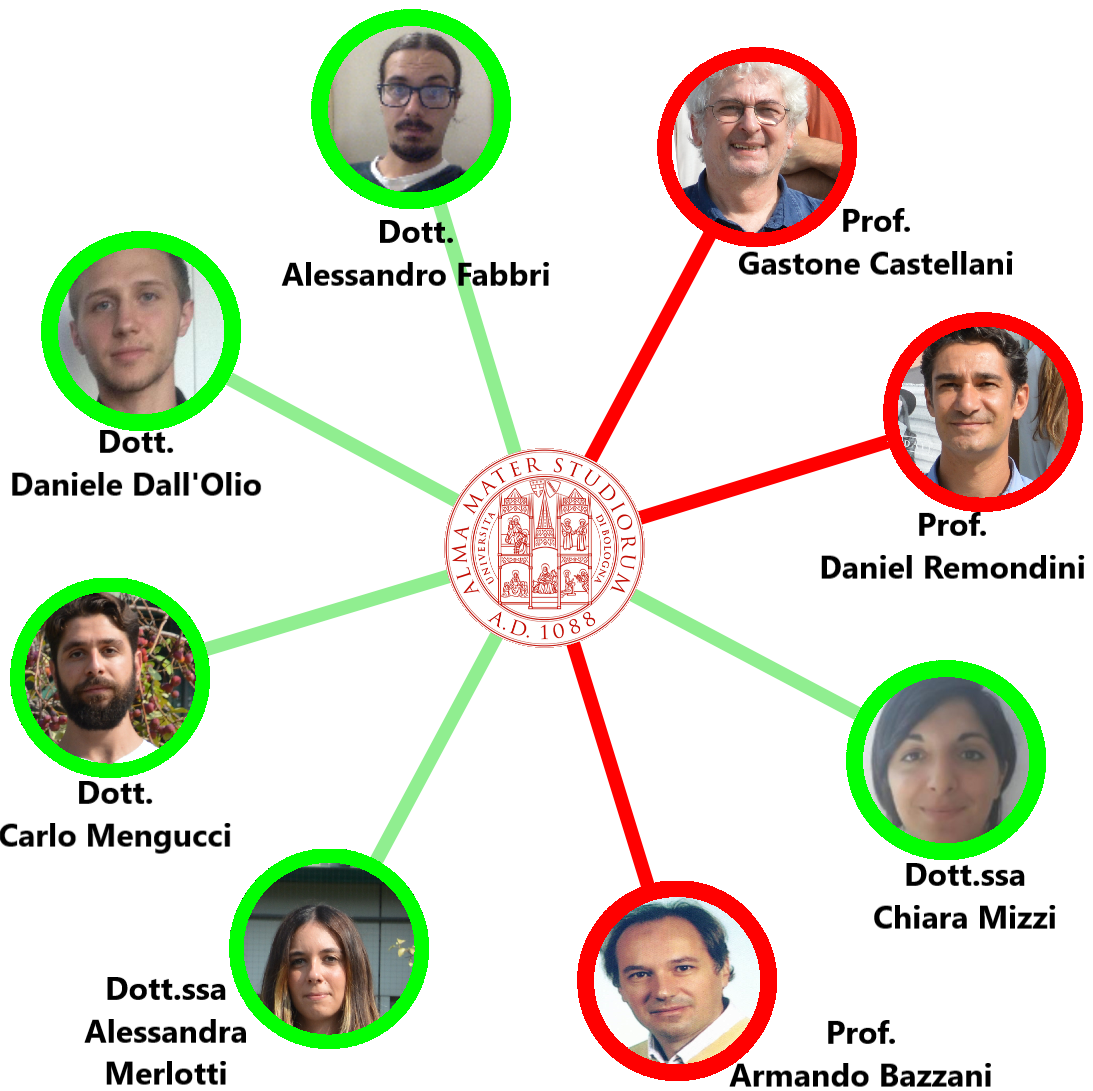 Dott.
Alessandro Fabbri
Prof.
Gastone Castellani
Dott.
Daniele Dall'Olio
Prof.
Daniel Remondini
ALMA MATER STUDIORUM
UNIVERSITA DI BOLOGNA
A.D. 1088
Dott.
Carlo Mengucci
Dott.ssa
Chiara Mizzi
Dott.ssa
Alessandra
Merlotti
Prof.
Armando Bazzani